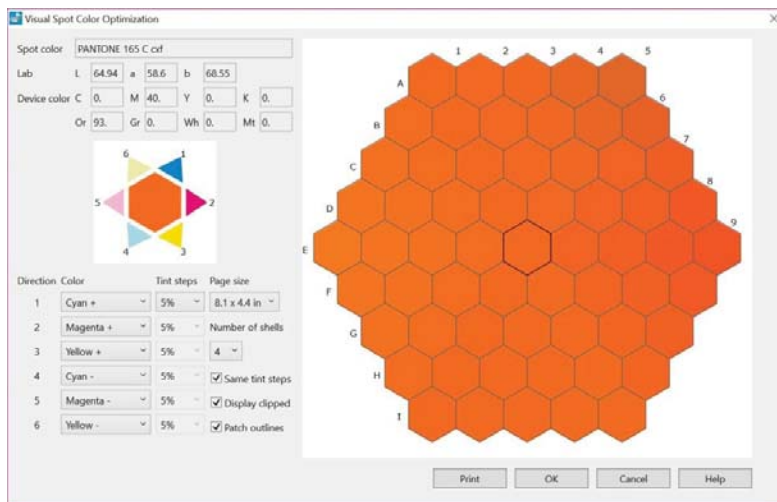 Visual Spot Color Optimization
Spot color PANTONE 165 C cxf
Lab L 64.94 a 58.6 b 68.55
Device color C 0. M 40. Y 0. K 0.
Or 93. Gr 0. Wh 0. Mt 0.
6 1
5 2
4 3
Direction Color Tint steps Page size
1 Cyan + 5% 8.1 x 4.4 in
2 Magenta + 5% Number of shells
3 Yellow + 5% 4
4 Cyan - 5% Same tint steps
5 Magenta - 5% Display clipped
6 Yellow - 5% Patch outlines
1 2 3 4 5
A
6
B
7
C
8
D
9
E
F
G
H
I
Print OK Cancel Help